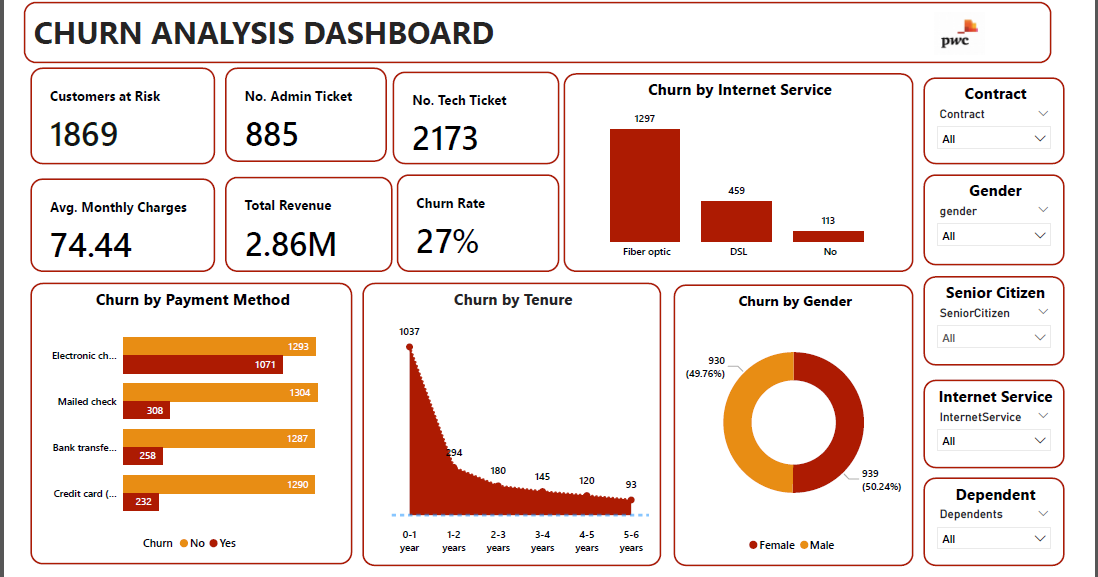 CHURN ANALYSIS DASHBOARD
pwc
Customers at Risk
1869
No. Admin Ticket
885
No. Tech Ticket
2173
Avg. Monthly Charges
74.44
Total Revenue
2.86M
Churn Rate
27%
Churn by Internet Service
1297
459
113
Fiber optic
DSL
No
Contract
Contract
All
Gender
gender
All
Senior Citizen
SeniorCitizen
All
Internet Service
InternetService
All
Dependent
Dependents
All
Churn by Payment Method
Electronic ch...
1293
1071
Mailed check
1304
308
Bank transfe...
1287
258
Credit card (...
1290
232
Churn No Yes
Churn by Tenure
1037
294
180
145
120
93
0-1
year
1-2
years
2-3
years
3-4
years
4-5
years
5-6
years
Churn by Gender
930
(49.76%)
939
(50.24%)
Female Male